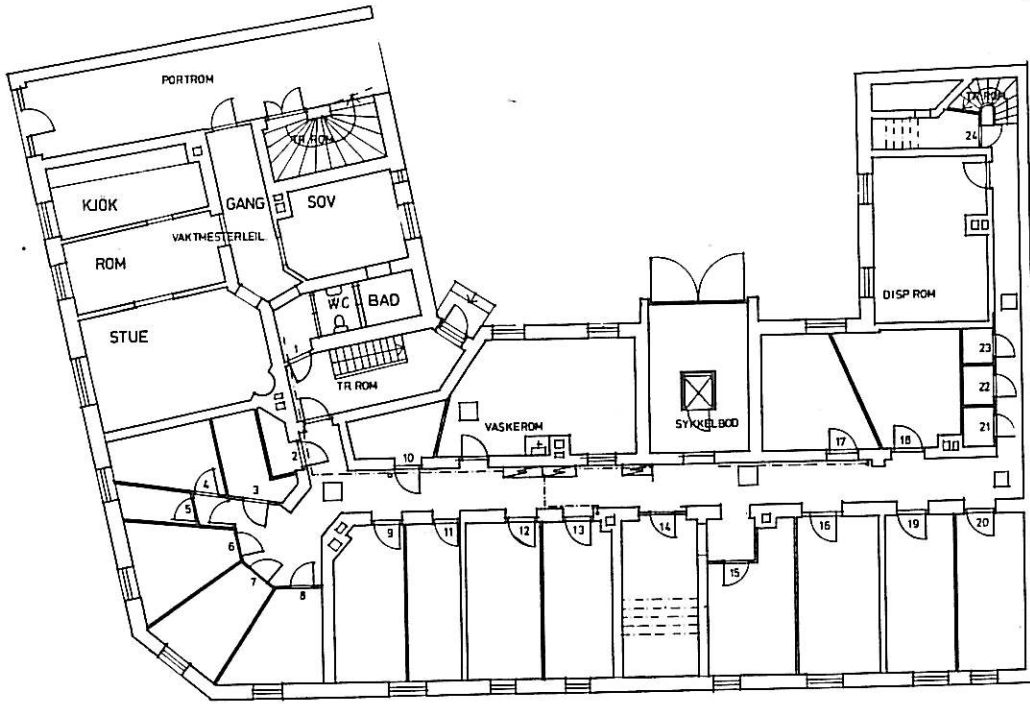 PORTROM
TR. ROM
TR. ROM
24
KJÖK
GANG
SOV
VAKTMESTERLEIL.
ROM
WC
BAD
DISP ROM
STUE
1
TR. ROM
23
22
21
VASKEROM
SYKKELBOD
17
18
2
10
3
4
5
6
7
8
9
11
12
13
14
15
16
19
20